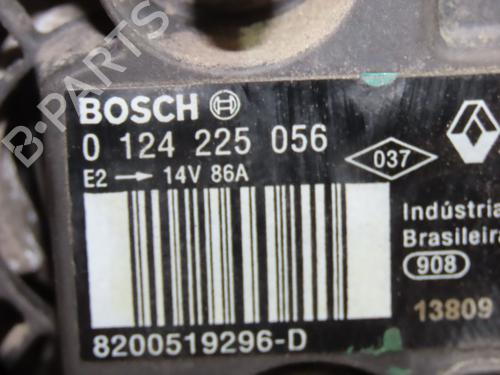 B-PARTS
BOSCH
0 124 225 056
037
E2 → 14V 86A
Indústria
Brasileira
908
13809
8200519296-D